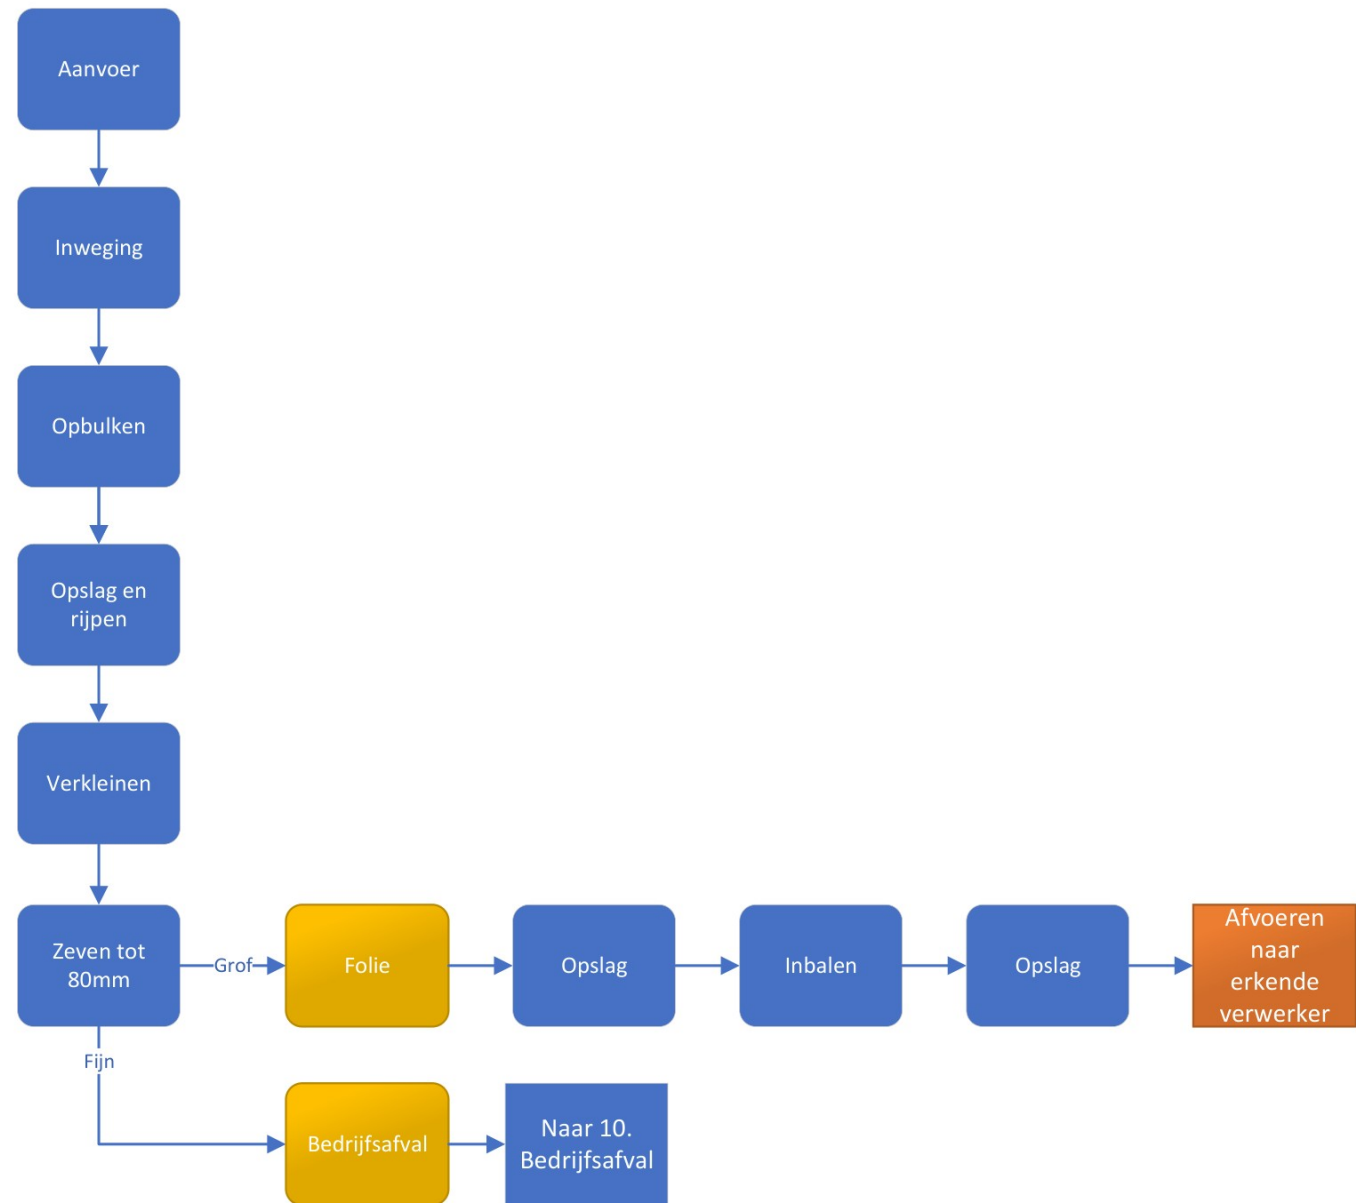 Aanvoer
Inweging
Opbulken
Opslag en
rijpen
Verkleinen
Zeven tot
80mm
Grof
Folie
Opslag
Inbalen
Opslag
Afvoeren
naar
erkende
verwerker
Fijn
Bedrijfsafval
Naar 10.
Bedrijfsafval